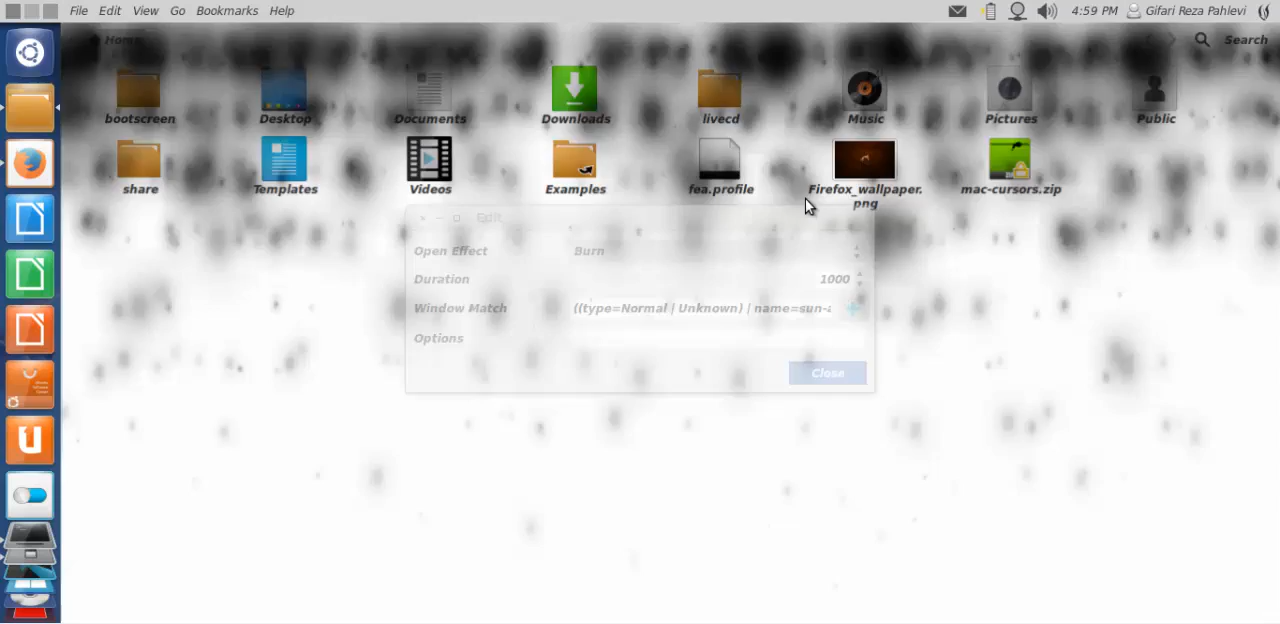 File Edit View Go Bookmarks Help
4:59 PM Gifari Reza Pahlevi
Home
Search
bootscreen Desktop Documents Downloads livecd Music Pictures Public
share Templates Videos Examples fea.profile Firefox_wallpaper.png mac-cursors.zip
Edit
Open Effect Burn
Duration 1000
Window Match ((type=Normal | Unknown) | name=sun-
Options
Close